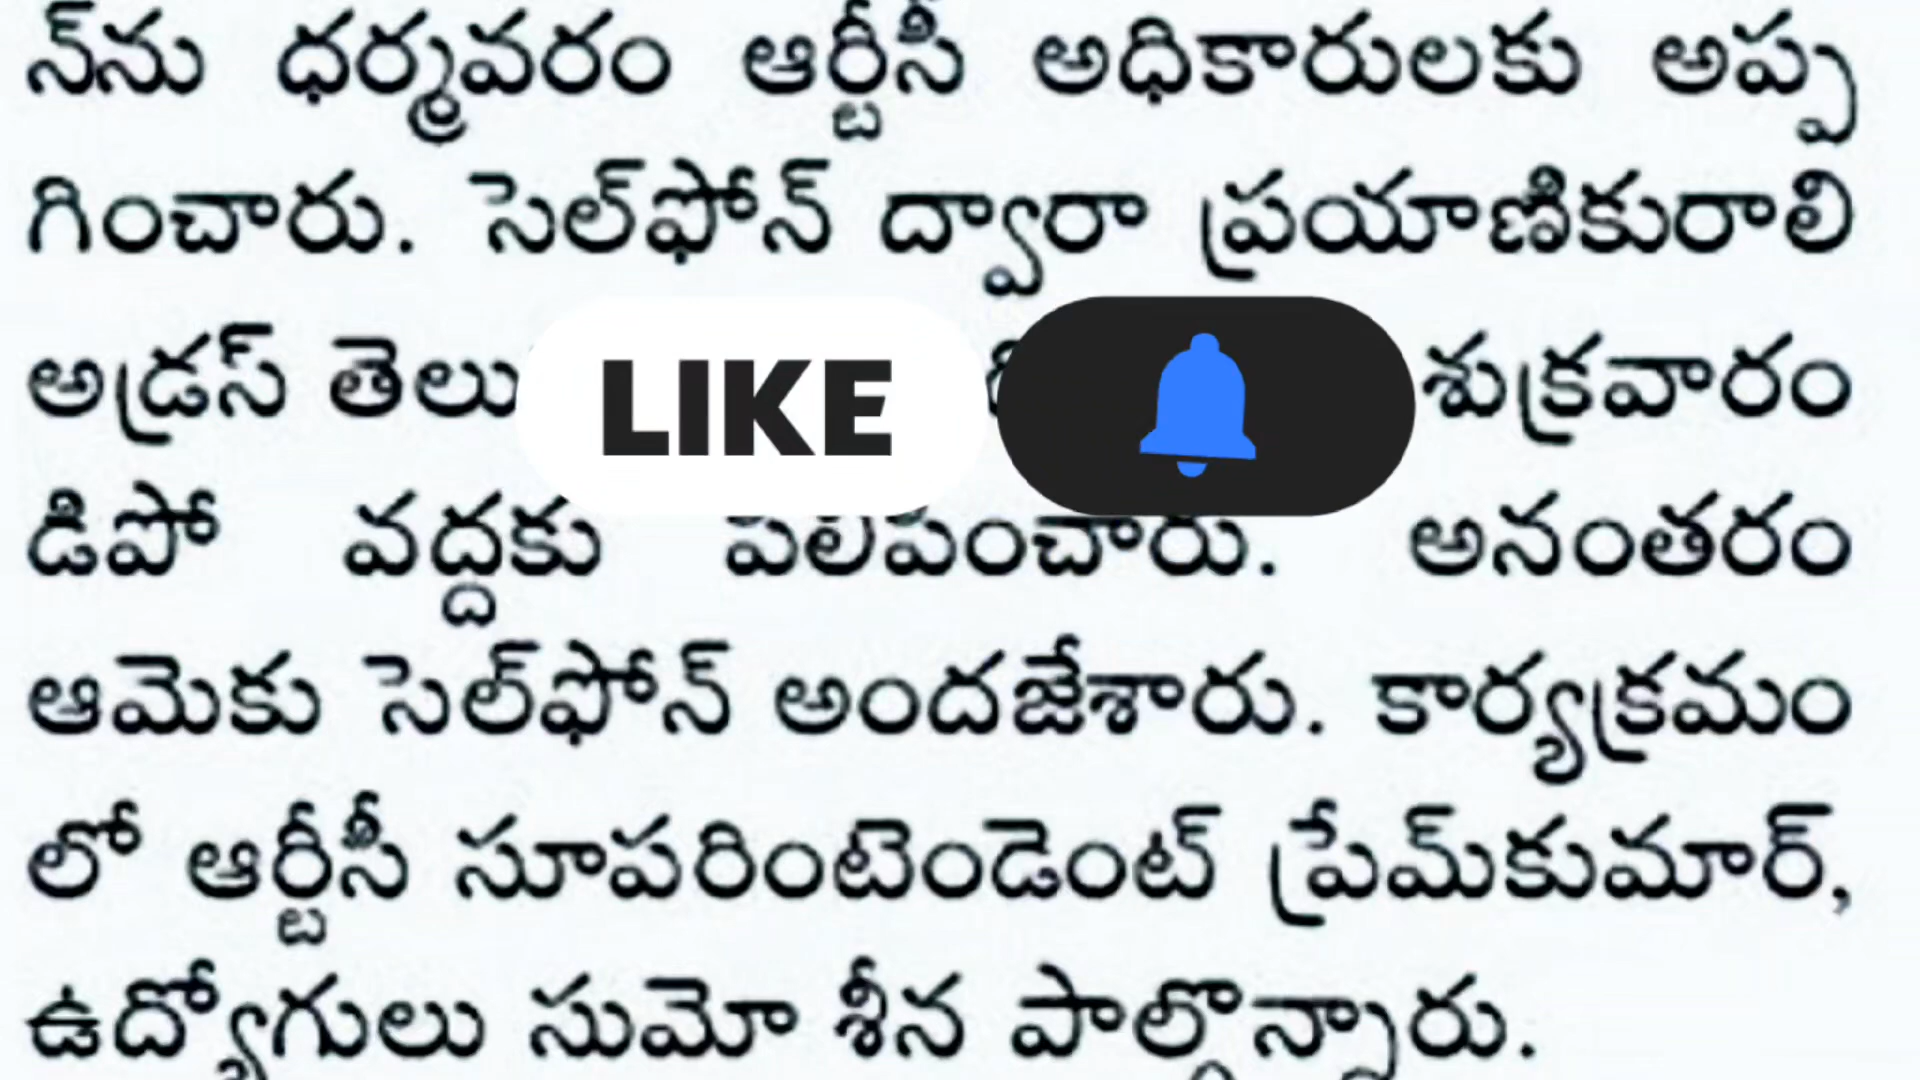 న్‌ను ధర్మవరం ఆర్టీసీ అధికారులకు అప్ప
గించారు. సెల్‌ఫోన్ ద్వారా ప్రయాణికురాలి
అడ్రస్ శుక్రవారం
LIKE
డిపో వద్దకు పిలిపించారు. అనంతరం
ఆమెకు సెల్‌ఫోన్ అందజేశారు. కార్యక్రమం
లో ఆర్టీసీ సూపరింటెండెంట్ ప్రేమ్‌కుమార్,
ఉద్యోగులు సుమో శీన పాల్గొన్నారు.